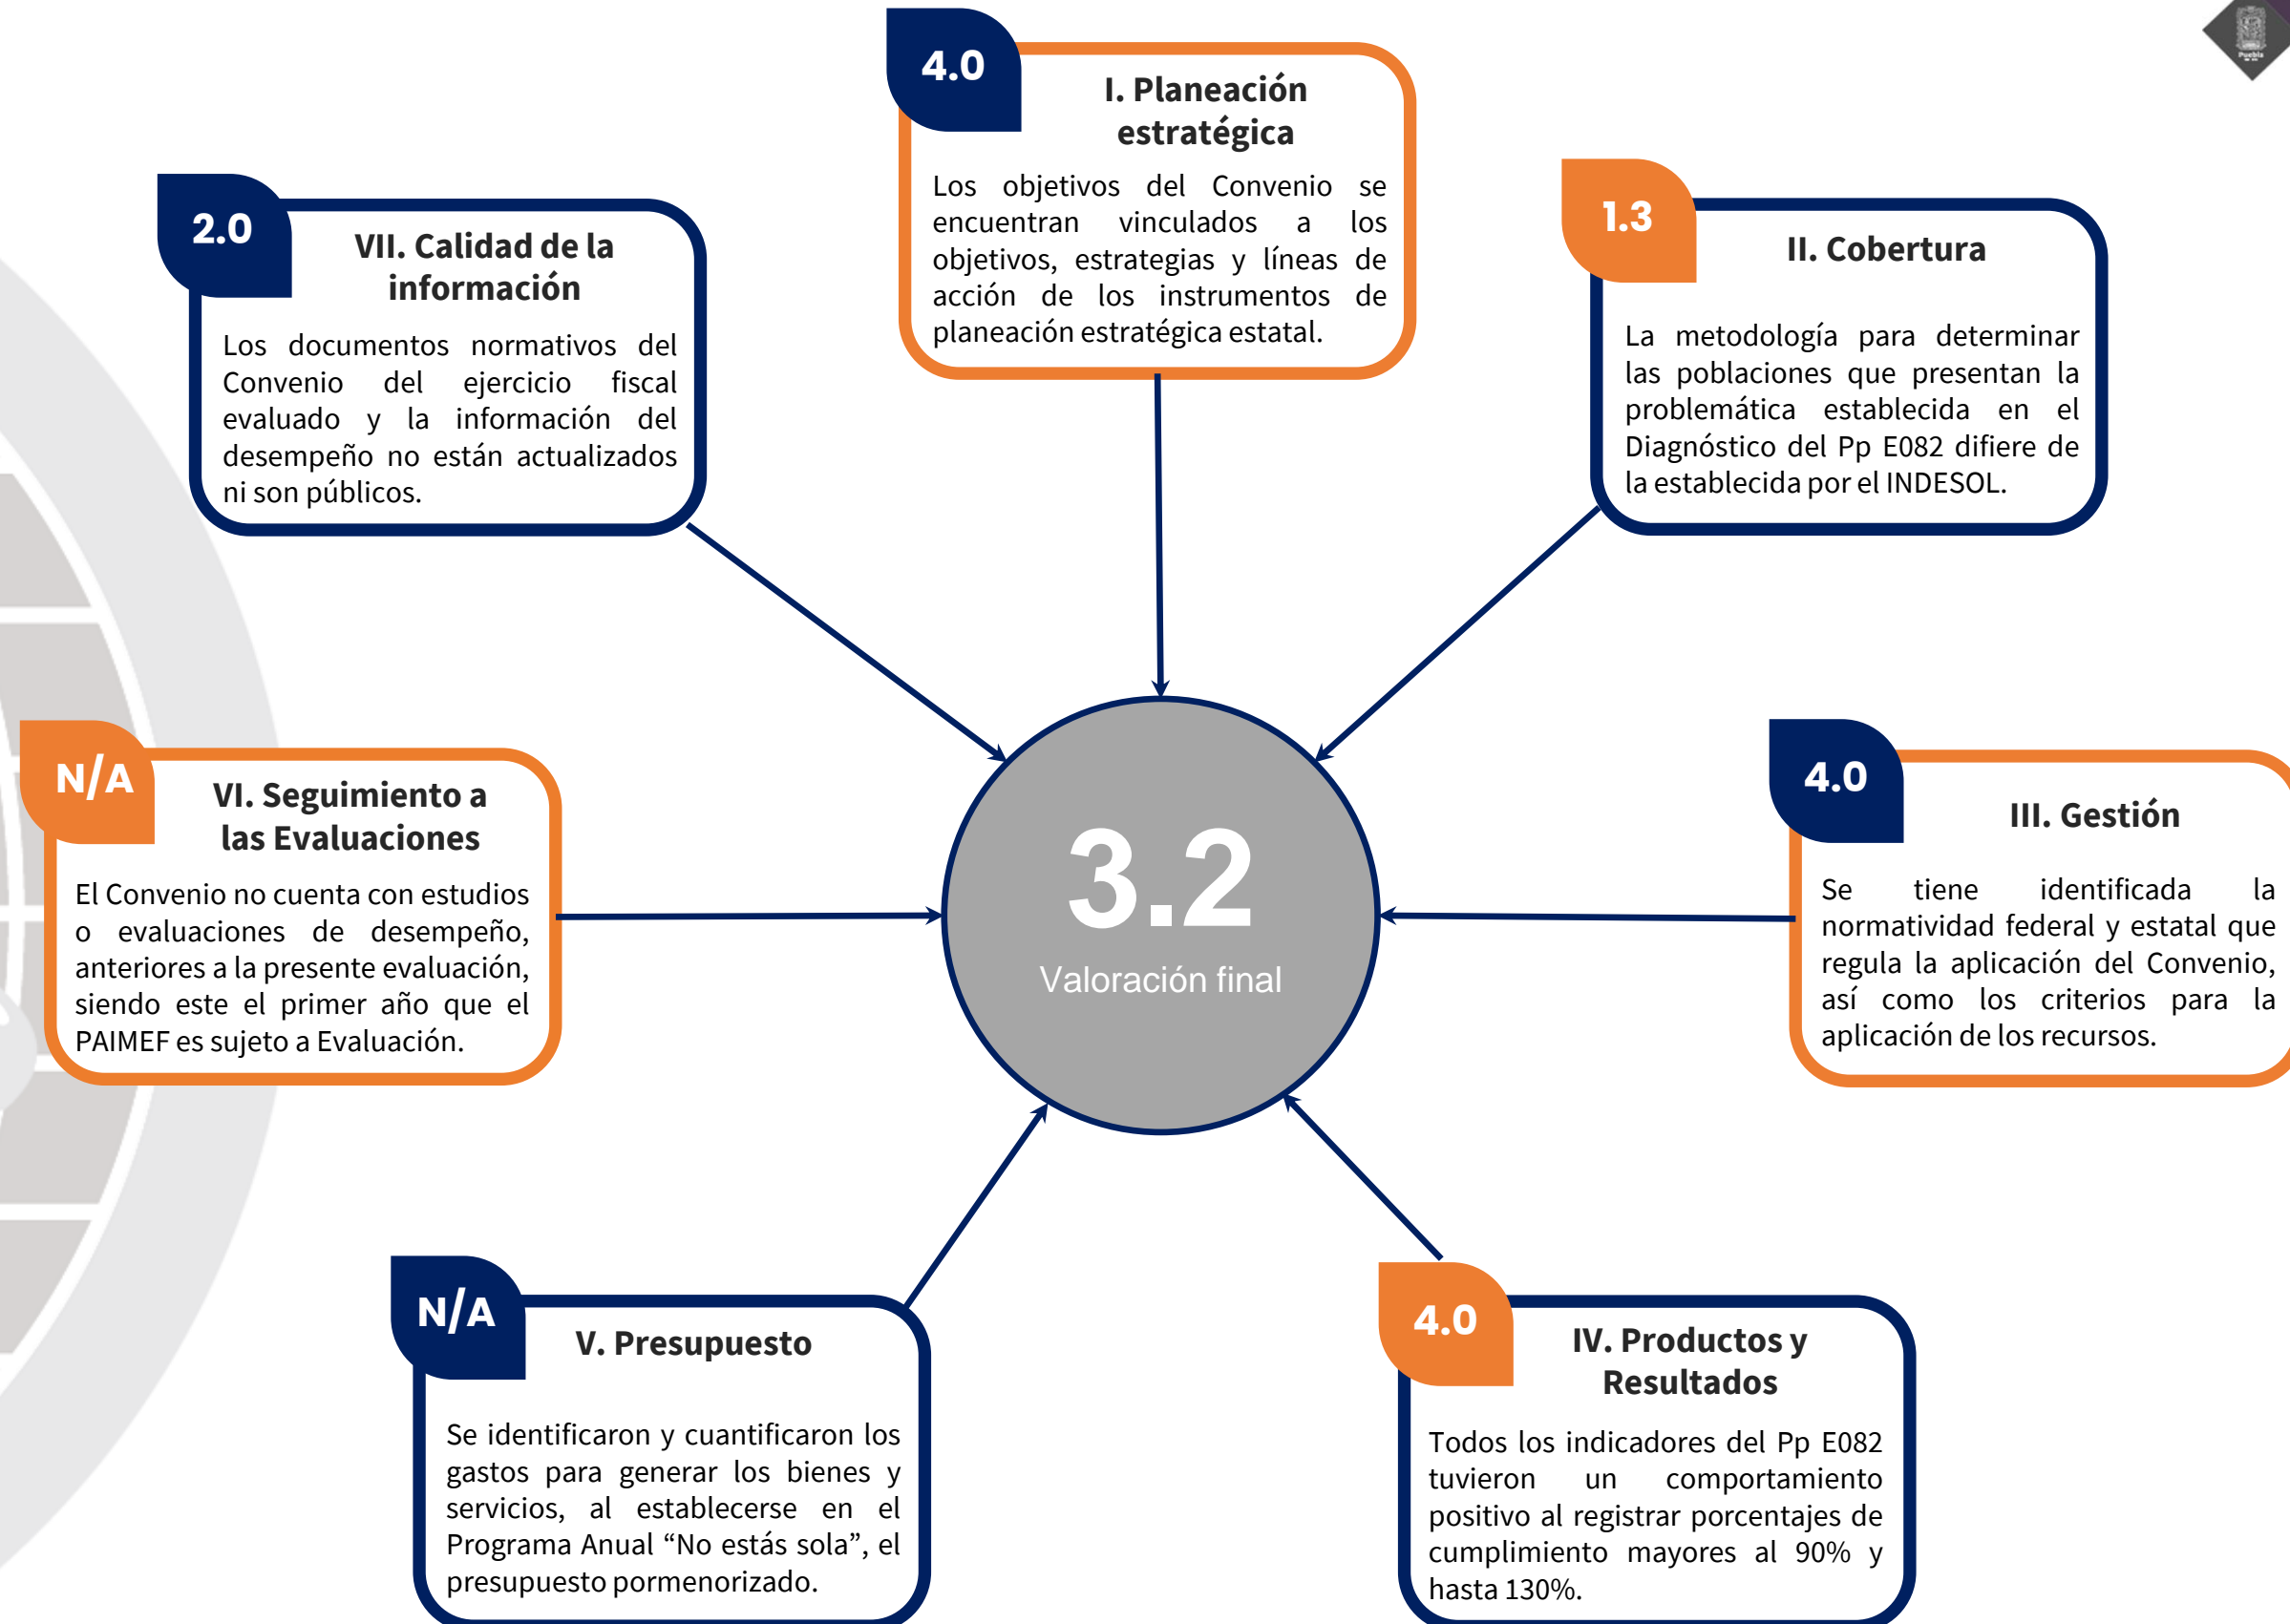 Puebla
4.0
I. Planeación
estratégica
Los objetivos del Convenio se
encuentran vinculados a los
objetivos, estrategias y líneas de
acción de los instrumentos de
planeación estratégica estatal.
1.3
II. Cobertura
La metodología para determinar
las poblaciones que presentan la
problemática establecida en el
Diagnóstico del Pp E082 difiere de
la establecida por el INDESOL.
4.0
III. Gestión
Se tiene identificada la
normatividad federal y estatal que
regula la aplicación del Convenio,
así como los criterios para la
aplicación de los recursos.
4.0
IV. Productos y
Resultados
Todos los indicadores del Pp E082
tuvieron un comportamiento
positivo al registrar porcentajes de
cumplimiento mayores al 90% y
hasta 130%.
N/A
V. Presupuesto
Se identificaron y cuantificaron los
gastos para generar los bienes y
servicios, al establecerse en el
Programa Anual “No estás sola”, el
presupuesto pormenorizado.
N/A
VI. Seguimiento a
las Evaluaciones
El Convenio no cuenta con estudios
o evaluaciones de desempeño,
anteriores a la presente evaluación,
siendo este el primer año que el
PAIMEF es sujeto a Evaluación.
2.0
VII. Calidad de la
información
Los documentos normativos del
Convenio del ejercicio fiscal
evaluado y la información del
desempeño no están actualizados
ni son públicos.
3.2
Valoración final